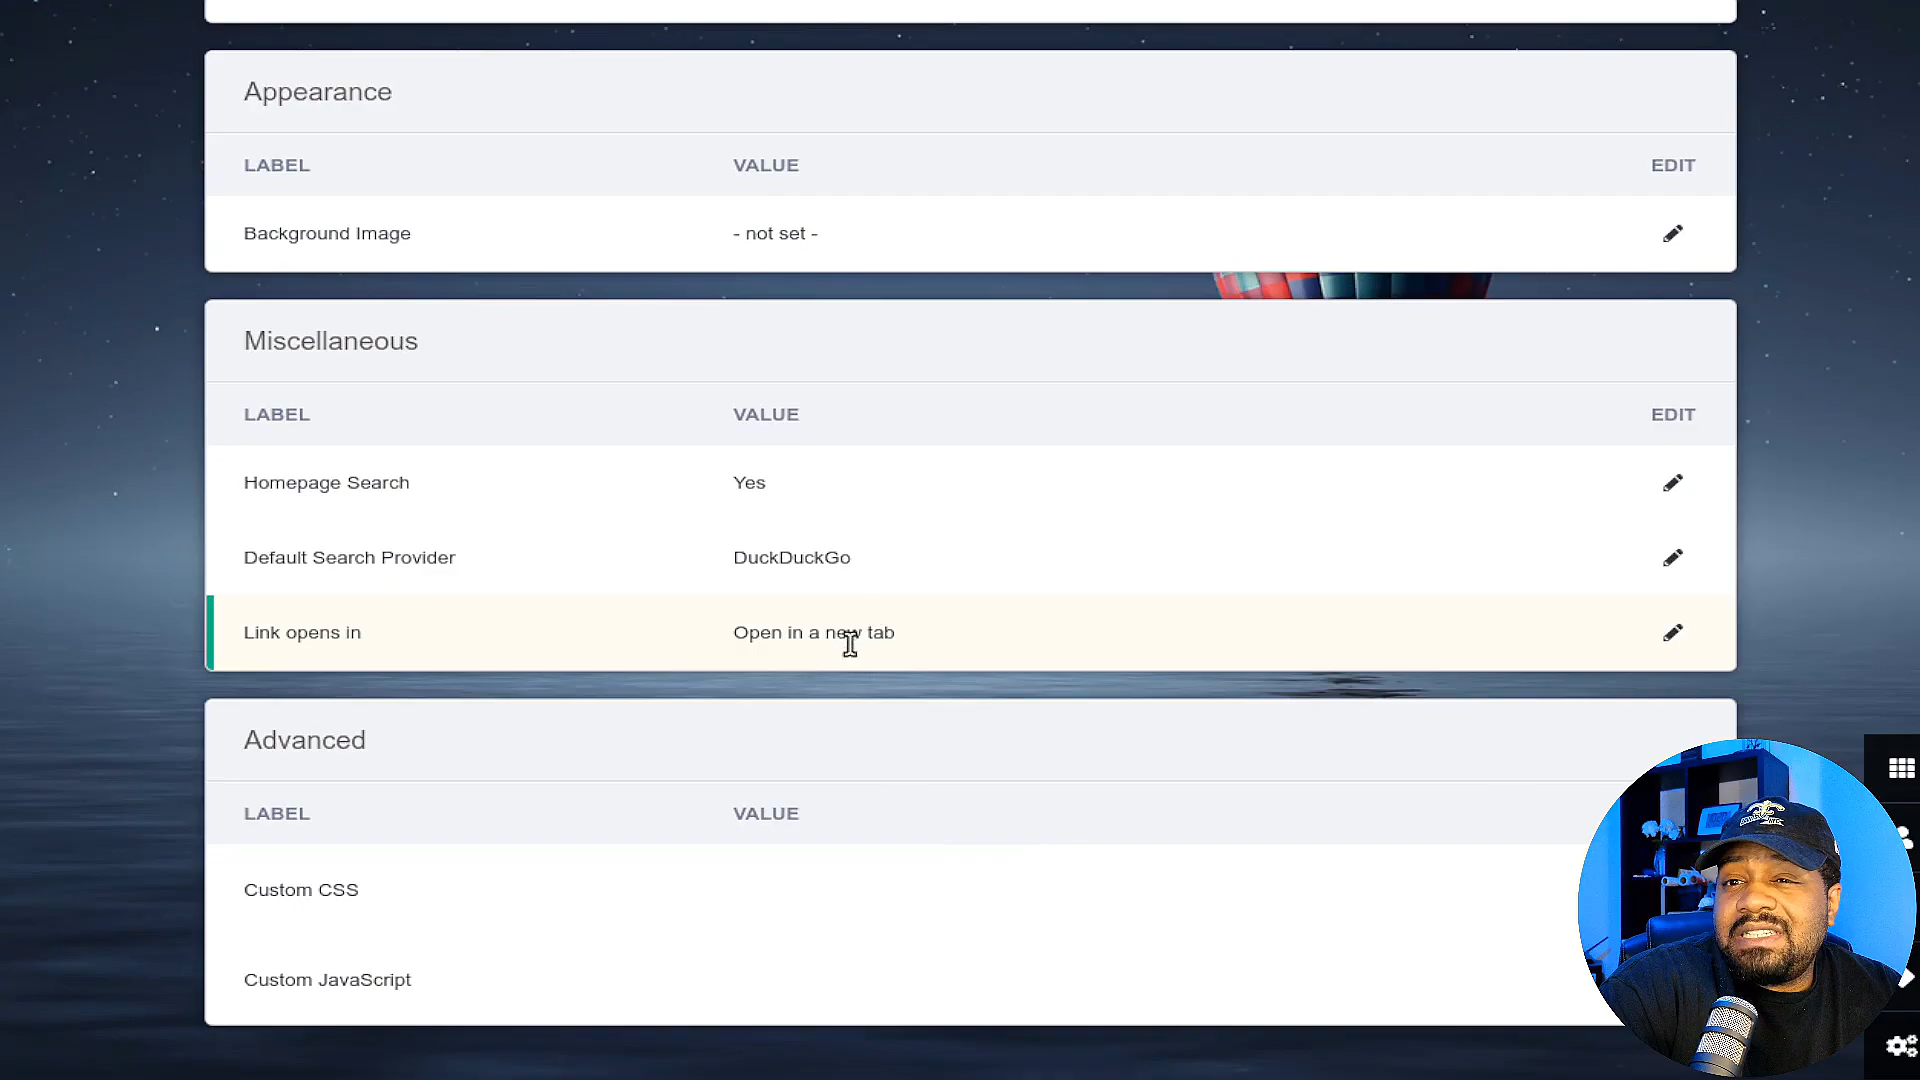 Appearance
LABEL VALUE EDIT
Background Image - not set -
Miscellaneous
LABEL VALUE EDIT
Homepage Search Yes
Default Search Provider DuckDuckGo
Link opens in Open in a new tab
Advanced
LABEL VALUE
Custom CSS
Custom JavaScript